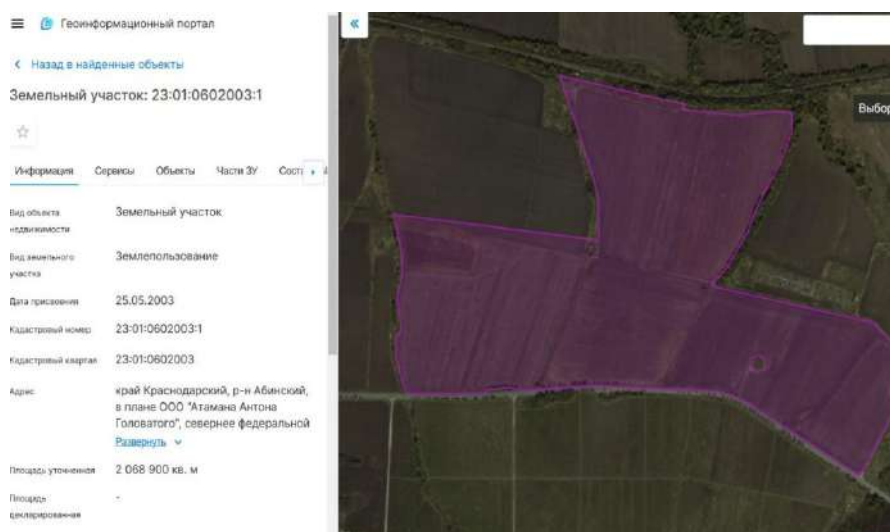 Геоинформационный портал
Назад в найденные объекты
Земельный участок: 23:01:0602003:1
Информация Сервисы Объекты Части ЗУ Соста
Вид объекта недвижимости
Земельный участок
Вид земельного участка
Землепользование
Дата присвоения
25.05.2003
Кадастровый номер
23:01:0602003:1
Кадастровый квартал
23:01:0602003
Адрес
край Краснодарский, р-н Абинский,
в плане ООО "Атамана Антона
Головатого", севернее федеральной
Развернуть
Площадь уточненная
2 068 900 кв. м
Площадь декларированная
-
Выбор